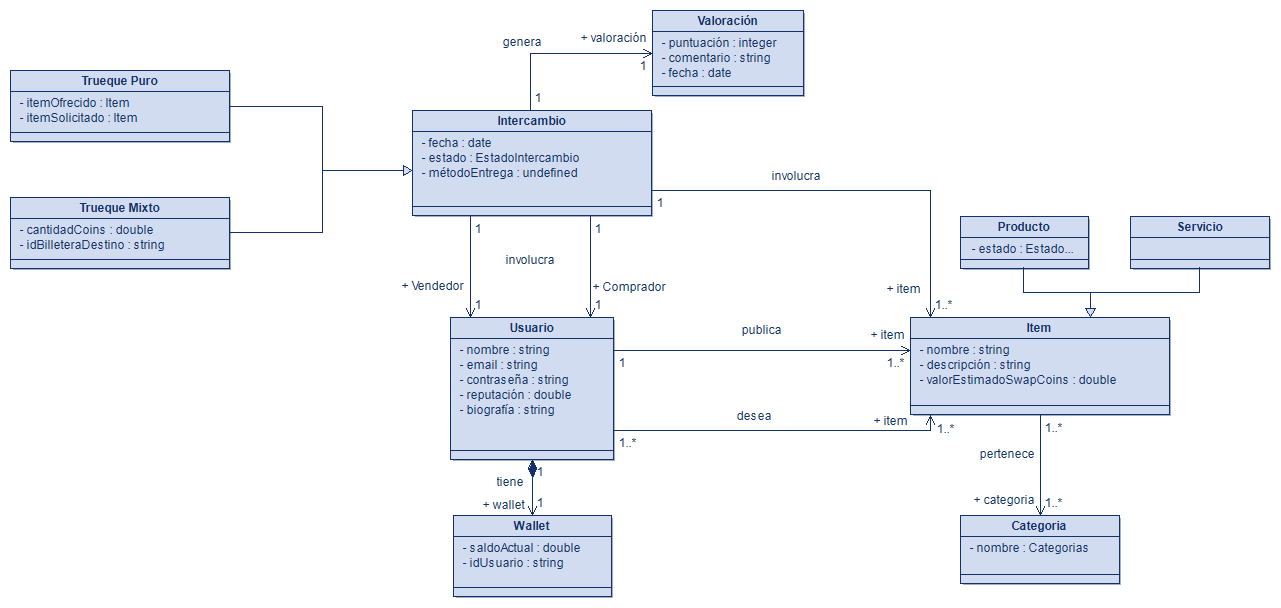 Valoración
- puntuación : integer
- comentario : string
- fecha : date
genera
+ valoración
1
1
Trueque Puro
- itemOfrecido : Item
- itemSolicitado : Item
Intercambio
- fecha : date
- estado : EstadoIntercambio
- métodoEntrega : undefined
Trueque Mixto
- cantidadCoins : double
- idBilleteraDestino : string
involucra
1
+ item
1..*
1
1
involucra
+ Vendedor
+ Comprador
1
1
Producto
- estado : Estado...
Servicio
Usuario
- nombre : string
- email : string
- contraseña : string
- reputación : double
- biografía : string
publica
+ item
1
1..*
desea
+ item
1..*
1..*
Item
- nombre : string
- descripción : string
- valorEstimadoSwapCoins : double
1
tiene
+ wallet
1
Wallet
- saldoActual : double
- idUsuario : string
1..*
pertenece
+ categoria
1..*
Categoria
- nombre : Categorias